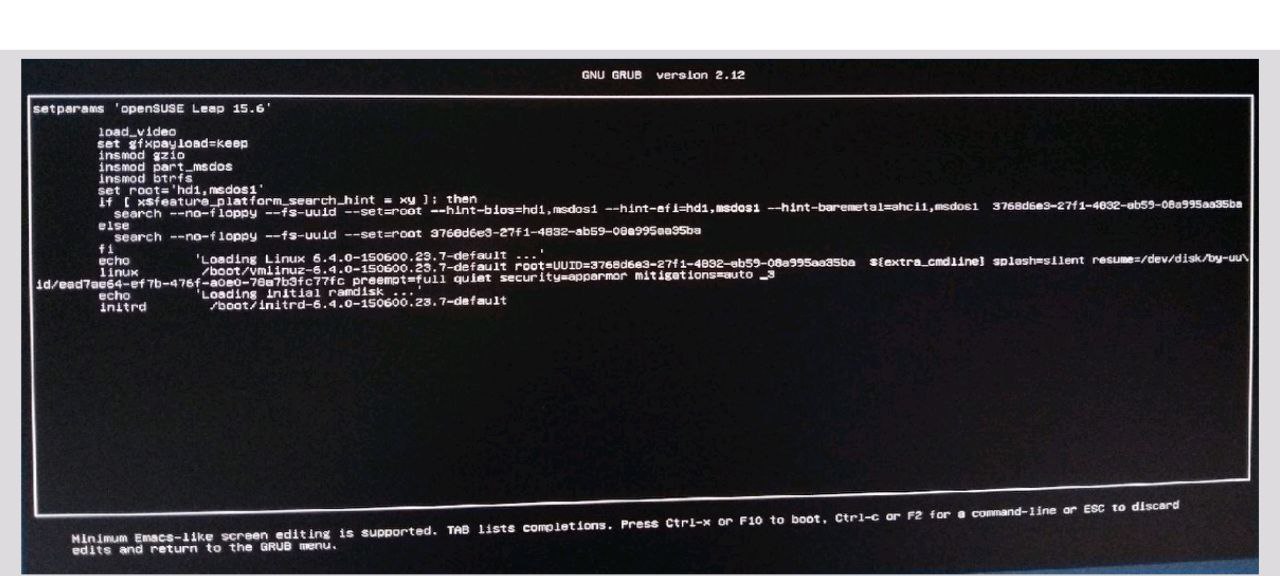 GNU GRUB version 2.12
setparams 'openSUSE Leap 15.6'
load_video
set gfxpayload=keep
insmod gzio
insmod part_msdos
insmod btrfs
set root='hd1,msdos1'
if [ x$feature_platform_search_hint = xy ]; then
search --no-floppy --fs-uuid --set=root --hint-bios=hd1,msdos1 --hint-efi=hd1,msdos1 --hint-baremetal=ahci1,msdos1 3768d6e3-27f1-4832-ab59-08a995aa35ba
else
search --no-floppy --fs-uuid --set=root 3768d6e3-27f1-4832-ab59-08a995aa35ba
fi
echo 'Loading Linux 6.4.0-150600.23.7-default ...'
linux /boot/vmlinuz-6.4.0-150600.23.7-default root=UUID=3768d6e3-27f1-4832-ab59-08a995aa35ba ${extra_cmdline} splash=silent resume=/dev/disk/by-uu\
id/ead7ae64-ef7b-476f-a0e0-78a7b3fc77fc preempt=full quiet security=apparmor mitigations=auto _3
echo 'Loading initial ramdisk ...'
initrd /boot/initrd-6.4.0-150600.23.7-default
Minimum Emacs-like screen editing is supported. TAB lists completions. Press Ctrl-x or F10 to boot, Ctrl-c or F2 for a command-line or ESC to discard
edits and return to the GRUB menu.